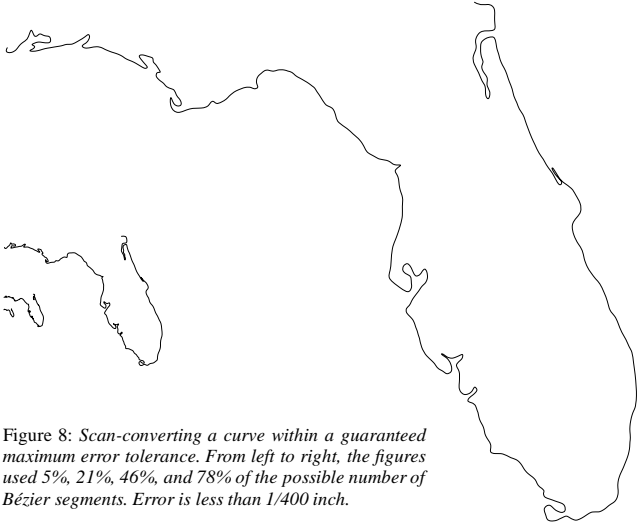 Figure 8: Scan-converting a curve within a guaranteed
maximum error tolerance. From left to right, the figures
used 5%, 21%, 46%, and 78% of the possible number of
Bézier segments. Error is less than 1/400 inch.